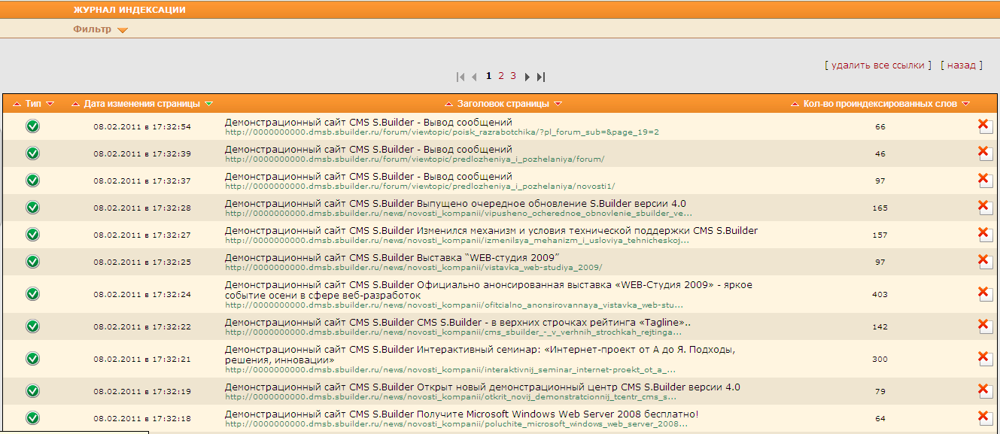 ЖУРНАЛ ИНДЕКСАЦИИ
Фильтр
[ удалить все ссылки ] [ назад ]
1 2 3
Тип Дата изменения страницы Заголовок страницы Кол-во проиндексированных слов
08.02.2011 в 17:32:54 Демонстрационный сайт CMS S.Builder - Вывод сообщений 66
http://0000000000.dmsb.sbuilder.ru/forum/viewtopic/poisk_razrabotchika/?pl_forum_sub=&page_19=2
08.02.2011 в 17:32:39 Демонстрационный сайт CMS S.Builder - Вывод сообщений 46
http://0000000000.dmsb.sbuilder.ru/forum/viewtopic/predlozheniya_i_pozhelaniya/forum/
08.02.2011 в 17:32:37 Демонстрационный сайт CMS S.Builder - Вывод сообщений 97
http://0000000000.dmsb.sbuilder.ru/forum/viewtopic/predlozheniya_i_pozhelaniya/novosti1/
08.02.2011 в 17:32:28 Демонстрационный сайт CMS S.Builder Выпущено очередное обновление S.Builder версии 4.0 165
http://0000000000.dmsb.sbuilder.ru/news/novosti_kompanii/vipusheno_ocherednoe_obnovlenie_sbuilder_ve...
08.02.2011 в 17:32:27 Демонстрационный сайт CMS S.Builder Изменился механизм и условия технической поддержки CMS S.Builder 157
http://0000000000.dmsb.sbuilder.ru/news/novosti_kompanii/izmenilsya_mehanizm_i_usloviya_tehnicheskoj...
08.02.2011 в 17:32:25 Демонстрационный сайт CMS S.Builder Выставка “WEB-студия 2009” 97
http://0000000000.dmsb.sbuilder.ru/news/novosti_kompanii/vistavka_web-studiya_2009/
08.02.2011 в 17:32:24 Демонстрационный сайт CMS S.Builder Официально анонсированная выставка «WEB-Студия 2009» - яркое 403
событие осени в сфере веб-разработок
http://0000000000.dmsb.sbuilder.ru/news/novosti_kompanii/ofitcialno_anonsirovannaya_vistavka_web-stu...
08.02.2011 в 17:32:22 Демонстрационный сайт CMS S.Builder CMS S.Builder - в верхних строчках рейтинга «Tagline».. 142
http://0000000000.dmsb.sbuilder.ru/news/novosti_kompanii/cms_sbuilder_-_v_verhnih_strochkah_rejtinga...
08.02.2011 в 17:32:21 Демонстрационный сайт CMS S.Builder Интерактивный семинар: «Интернет-проект от А до Я. Подходы, 300
решения, инновации»
http://0000000000.dmsb.sbuilder.ru/news/novosti_kompanii/interaktivnij_seminar_internet-proekt_ot_a_...
08.02.2011 в 17:32:19 Демонстрационный сайт CMS S.Builder Открыт новый демонстрационный центр CMS S.Builder версии 4.0 79
http://0000000000.dmsb.sbuilder.ru/news/novosti_kompanii/otkrit_novij_demonstratcionnij_tcentr_cms_s...
08.02.2011 в 17:32:18 Демонстрационный сайт CMS S.Builder Получите Microsoft Windows Web Server 2008 бесплатно! 64
http://0000000000.dmsb.sbuilder.ru/news/novosti_kompanii/poluchite_microsoft_windows_web_server_2008...